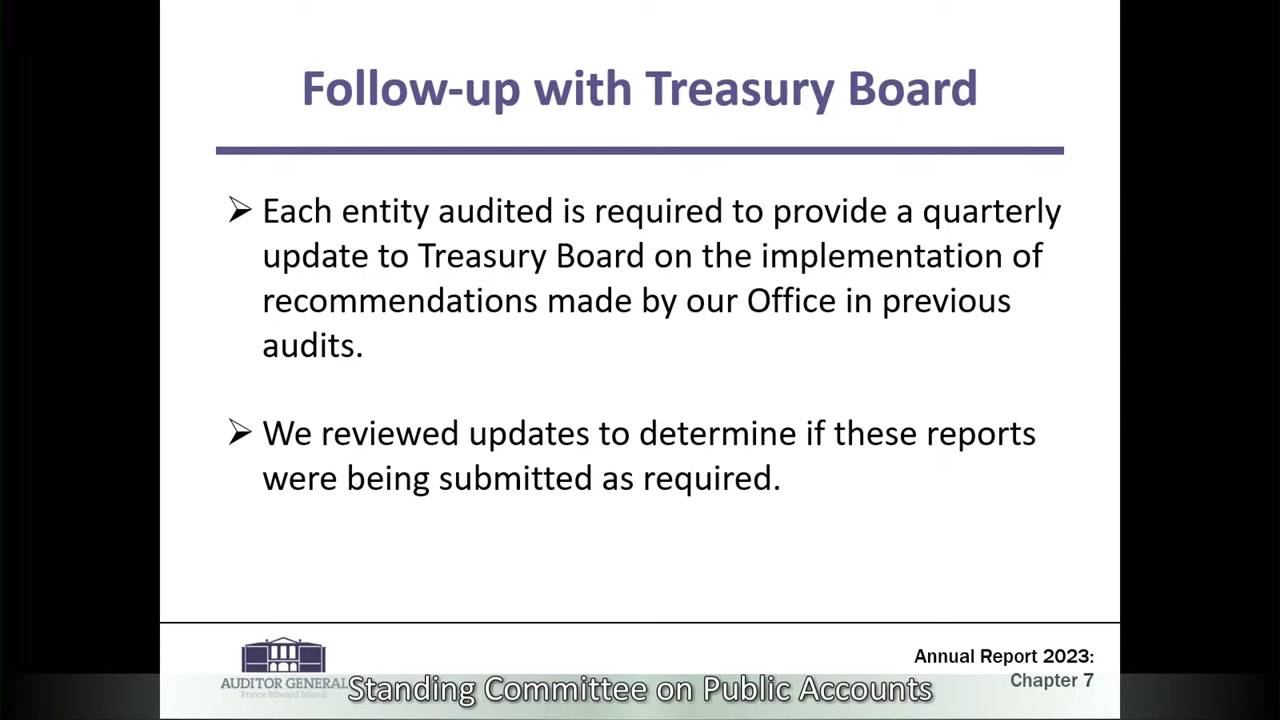 Follow-up with Treasury Board
➢ Each entity audited is required to provide a quarterly
update to Treasury Board on the implementation of
recommendations made by our Office in previous
audits.
➢ We reviewed updates to determine if these reports
were being submitted as required.
Annual Report 2023:
Chapter 7
AUDITOR GENERAL
Prince Edward Island
Standing Committee on Public Accounts